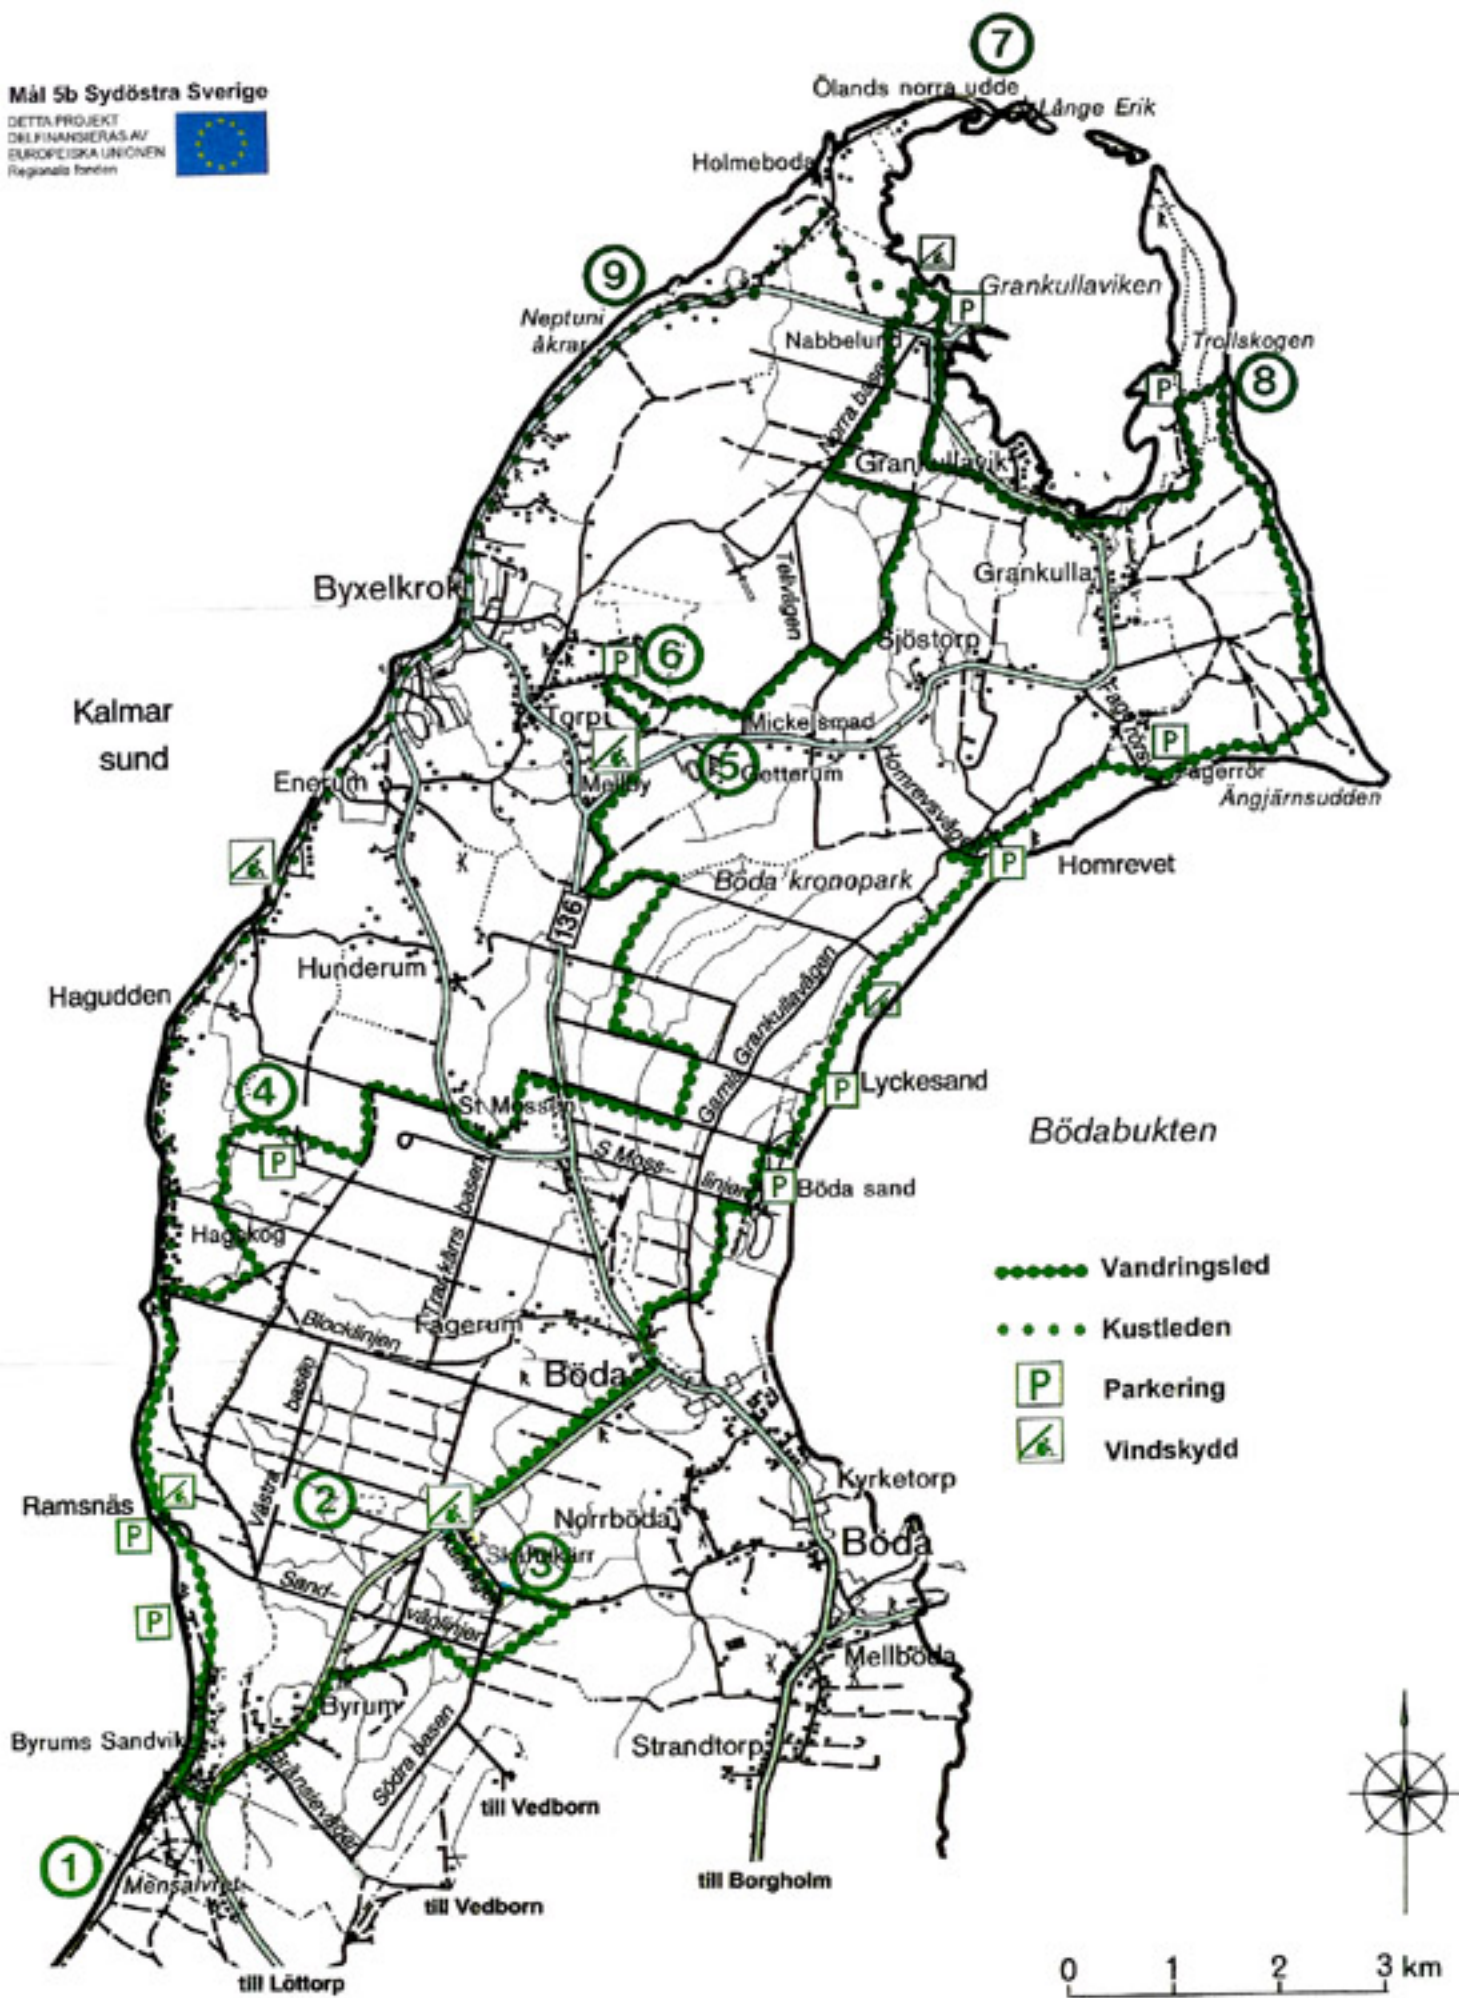 Mål 5b Sydöstra Sverige
DETTA PROJEKT
DELFINANSIERAS AV
EUROPEISKA UNIONEN
Regionala fonden
7
Ölands norra udde
Långe Erik
Holmeboda
9
Grankullaviken
P
Neptuni
åkrar
Nabbelund
Trollskogen
P
8
Norra basen
Grankullavik
Byxelkrok
Grankulla
Tallvägen
Sjöstorp
P
6
Kalmar
sund
Torp
Mickelsmad
Fagerrörs
P
Enerum
Mellby
5
Getterum
Fagerrör
Ängjärnsudden
Homrevsvägen
P
Homrevet
Böda kronopark
136
Hunderum
Hagudden
Gamla Grankullavägen
4
P
Lyckesand
St Mossen
Bödabukten
P
S Moss-
linjen
P
Böda sand
Hagskog
Träskkärrs basen
Vandringsled
Blocklinjen
Fagerum
Kustleden
Böda
P
Parkering
Vindskydd
Västra
basen
Kyrketorp
Ramsnäs
2
Norrböda
P
Böda
3
Sand-
P
våglinjen
Mellböda
Byrum
Byrums Sandvik
Strandtorp
Södra basen
till Vedborn
1
Mensalvret
till Borgholm
till Vedborn
0 1 2 3 km
till Löttorp